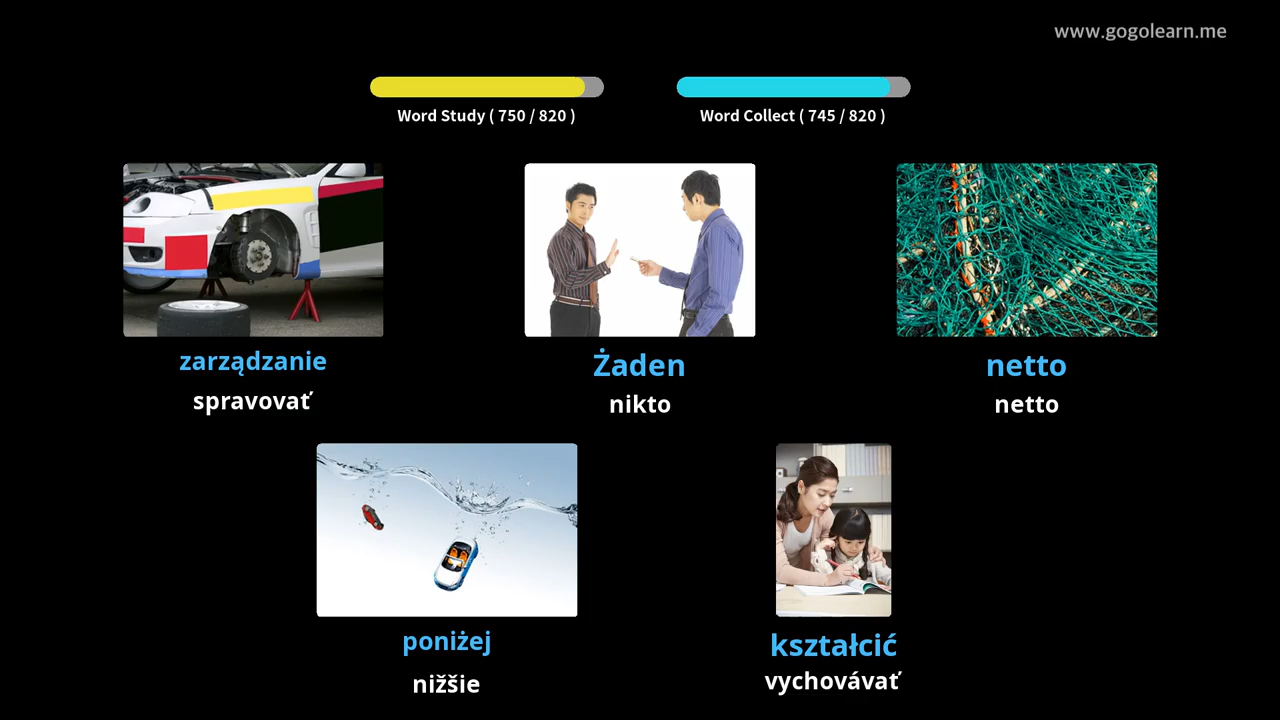 www.gogolearn.me
Word Study ( 750 / 820 )
Word Collect ( 745 / 820 )
zarządzanie
spravovať
Żaden
nikto
netto
netto
poniżej
nižšie
kształcić
vychovávať